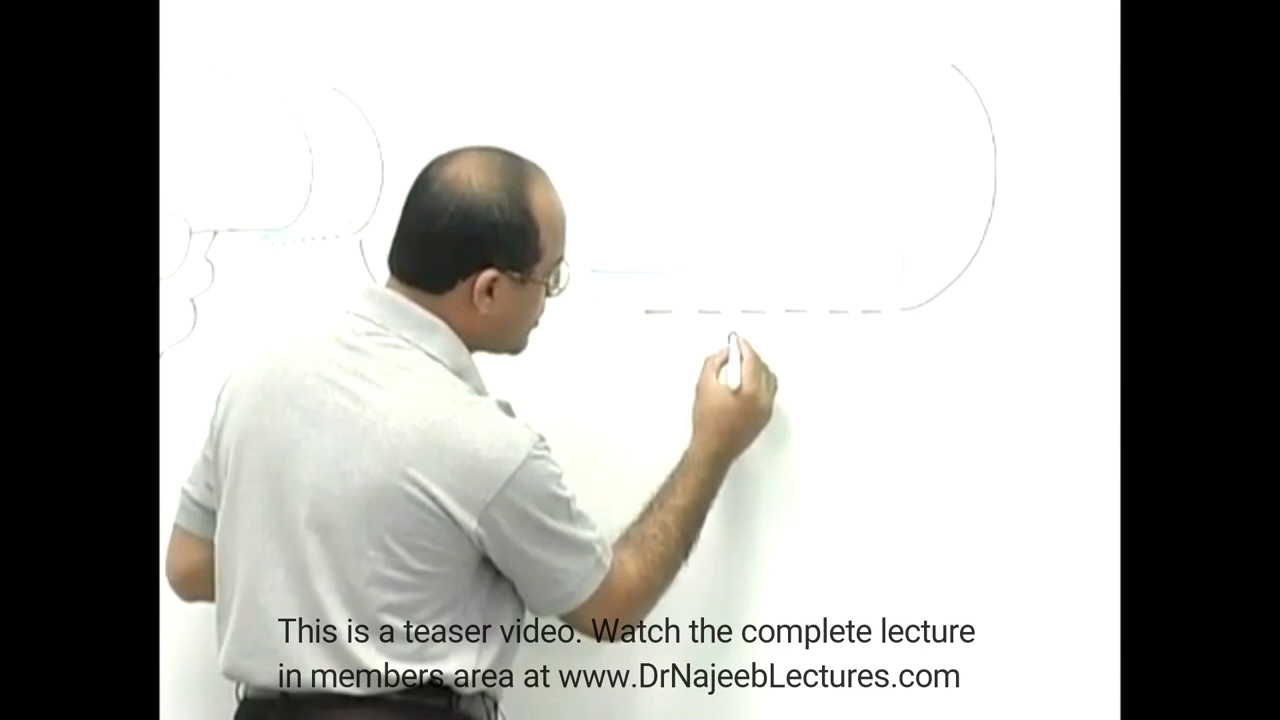 This is a teaser video. Watch the complete lecture
in members area at www.DrNajeebLectures.com